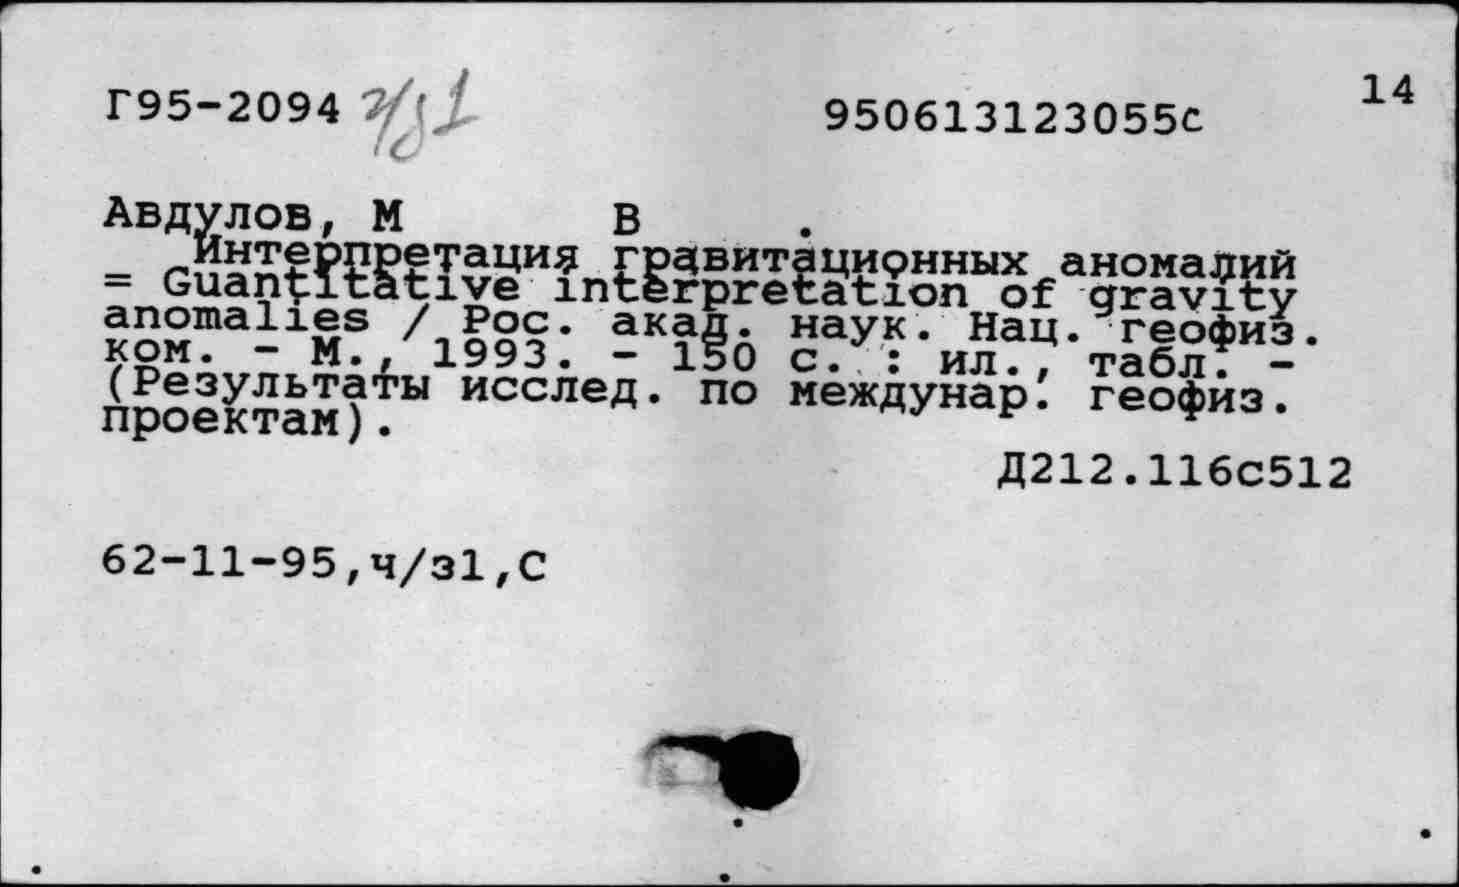 Г95-2094 ч/з1 950613123055с 14
Авдулов, М В .
Интерпретация гравитационных аномалий
= Guantitative interpretation of gravity
anomalies / Рос. акад. наук. Нац. геофиз.
ком. - М., 1993. - 150 с. : ил., табл. -
(Результаты исслед. по междунар. геофиз.
проектам).
Д212.116с512
62-11-95,ч/з1,С